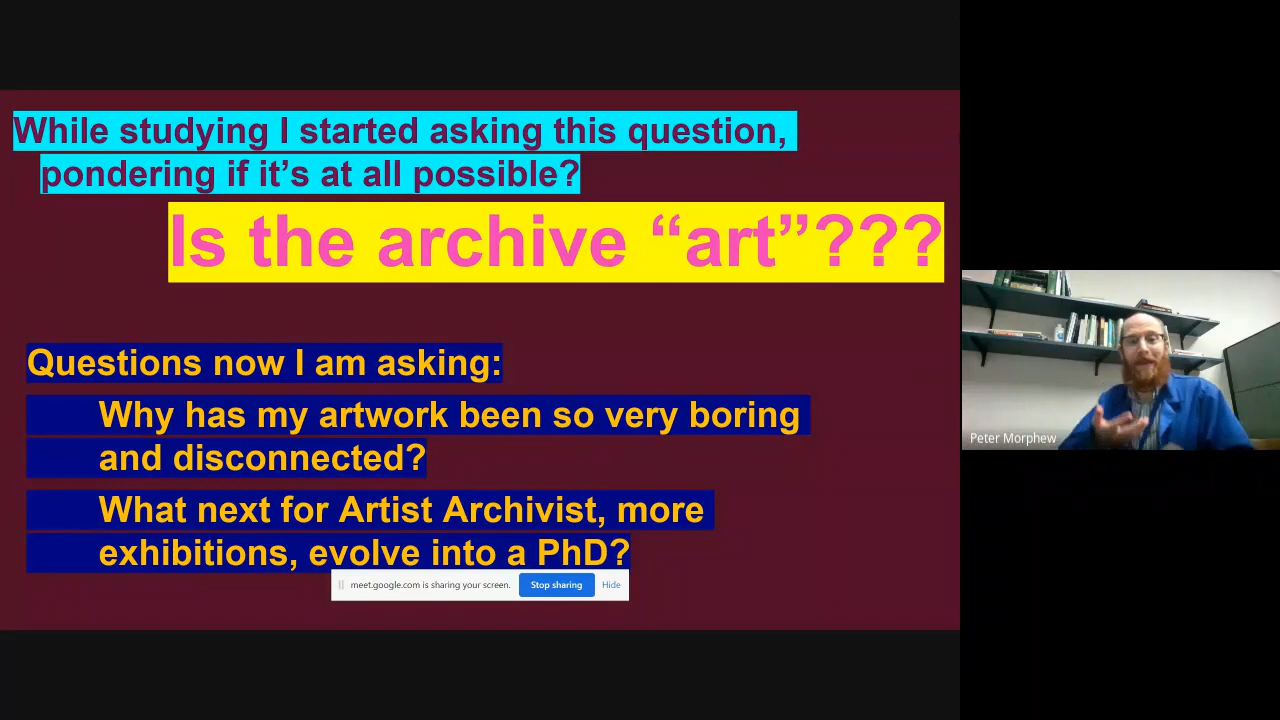 While studying I started asking this question,
pondering if it’s at all possible?
Is the archive “art”???
Questions now I am asking:
Why has my artwork been so very boring
and disconnected?
What next for Artist Archivist, more
exhibitions, evolve into a PhD?
meet.google.com is sharing your screen. Stop sharing Hide
Peter Morphew